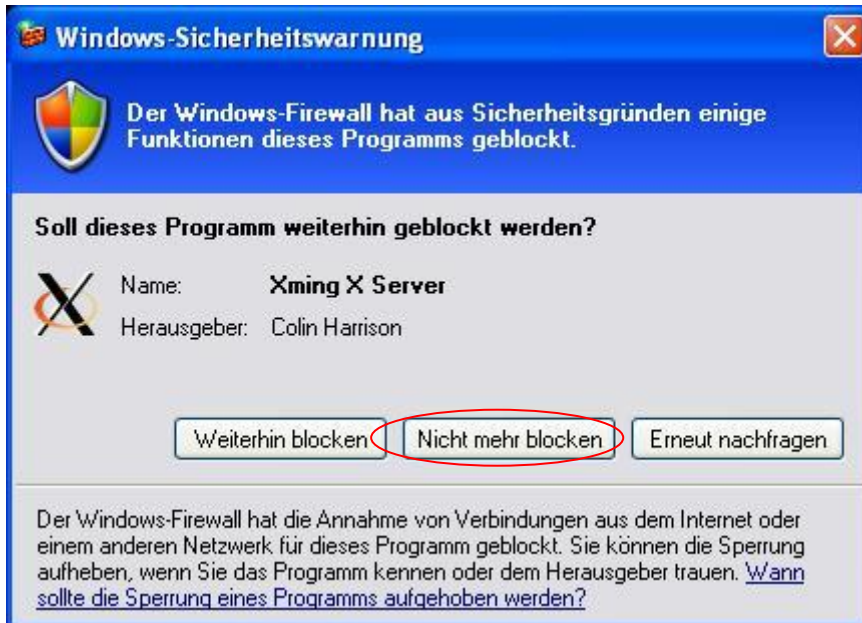 Windows-Sicherheitswarnung
Der Windows-Firewall hat aus Sicherheitsgründen einige
Funktionen dieses Programms geblockt.
Soll dieses Programm weiterhin geblockt werden?
Name: Xming X Server
Herausgeber: Colin Harrison
Weiterhin blocken Nicht mehr blocken Erneut nachfragen
Der Windows-Firewall hat die Annahme von Verbindungen aus dem Internet oder
einem anderen Netzwerk für dieses Programm geblockt. Sie können die Sperrung
aufheben, wenn Sie das Programm kennen oder dem Herausgeber trauen. Wann
sollte die Sperrung eines Programms aufgehoben werden?